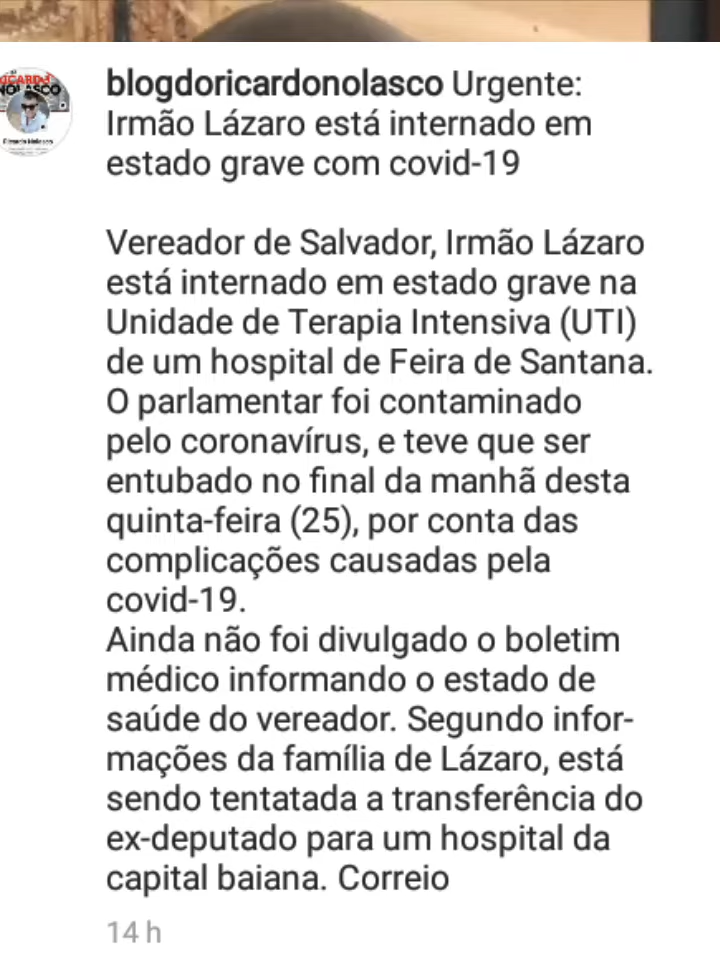 RICARDO
NOLASCO
blogdoricardonolasco Urgente:
Irmão Lázaro está internado em
estado grave com covid-19
Vereador de Salvador, Irmão Lázaro
está internado em estado grave na
Unidade de Terapia Intensiva (UTI)
de um hospital de Feira de Santana.
O parlamentar foi contaminado
pelo coronavírus, e teve que ser
entubado no final da manhã desta
quinta-feira (25), por conta das
complicações causadas pela
covid-19.
Ainda não foi divulgado o boletim
médico informando o estado de
saúde do vereador. Segundo infor-
mações da família de Lázaro, está
sendo tentatada a transferência do
ex-deputado para um hospital da
capital baiana. Correio
14 h